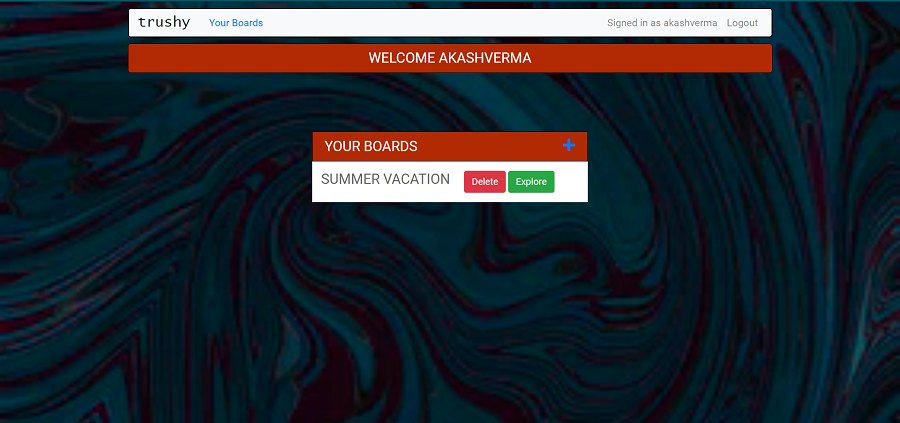 trushy Your Boards Signed in as akashverma Logout
WELCOME AKASHVERMA
YOUR BOARDS
SUMMER VACATION Delete Explore